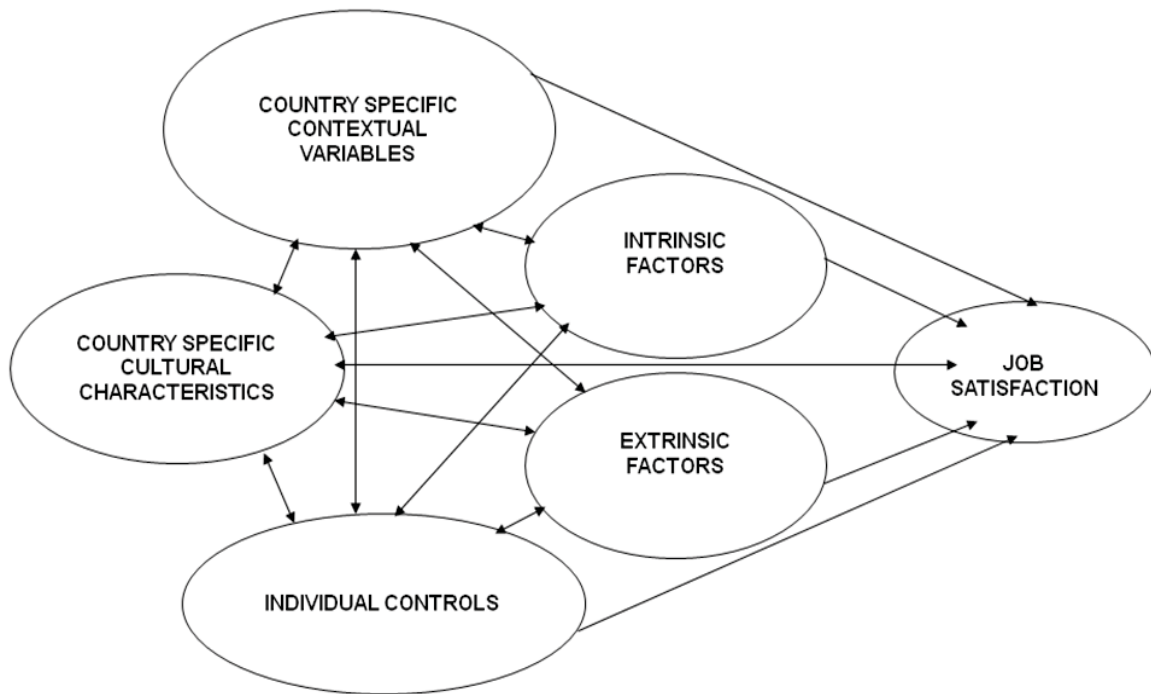 COUNTRY SPECIFIC
CONTEXTUAL
VARIABLES
INTRINSIC
FACTORS
COUNTRY SPECIFIC
CULTURAL
CHARACTERISTICS
JOB
SATISFACTION
EXTRINSIC
FACTORS
INDIVIDUAL CONTROLS